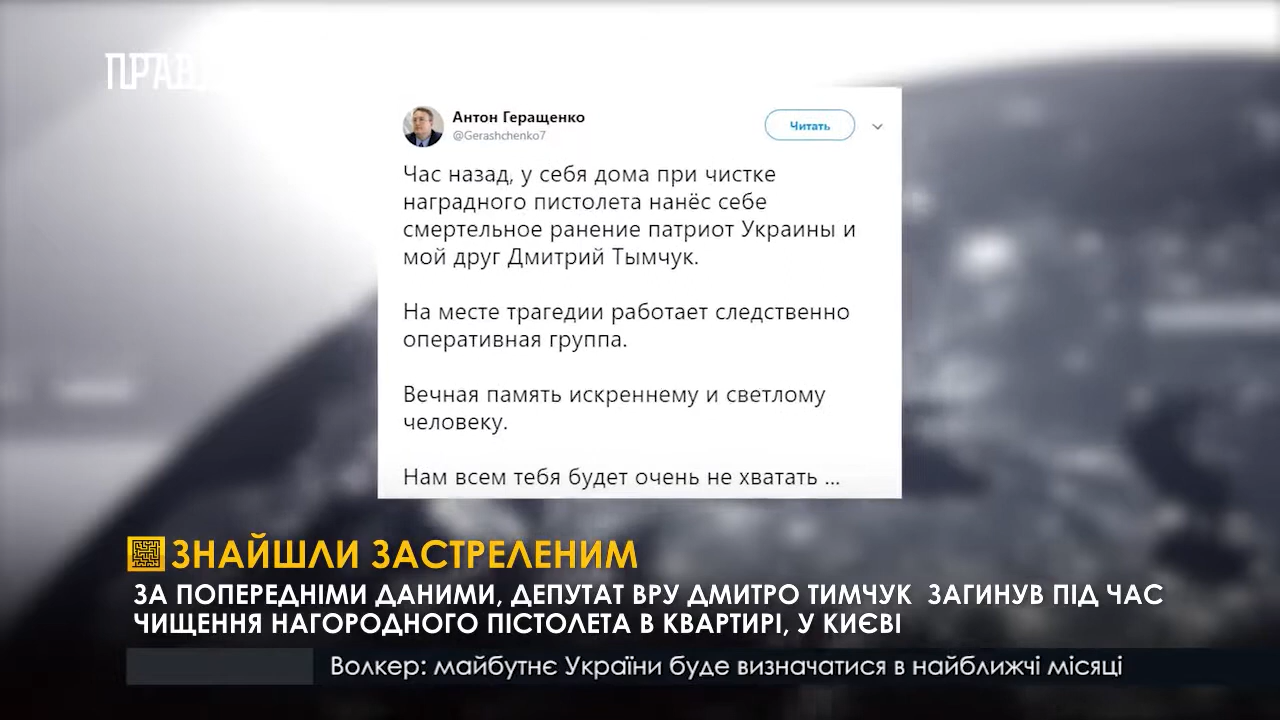 Антон Геращенко
@Gerashchenko7
Читать
Час назад, у себя дома при чистке
наградного пистолета нанёс себе
смертельное ранение патриот Украины и
мой друг Дмитрий Тымчук.
На месте трагедии работает следственно
оперативная группа.
Вечная память искреннему и светлому
человеку.
Нам всем тебя будет очень не хватать ...
ЗНАЙШЛИ ЗАСТРЕЛЕНИМ
ЗА ПОПЕРЕДНІМИ ДАНИМИ, ДЕПУТАТ ВРУ ДМИТРО ТИМЧУК ЗАГИНУВ ПІД ЧАС
ЧИЩЕННЯ НАГОРОДНОГО ПІСТОЛЕТА В КВАРТИРІ, У КИЄВІ
Волкер: майбутнє України буде визначатися в найближчі місяці